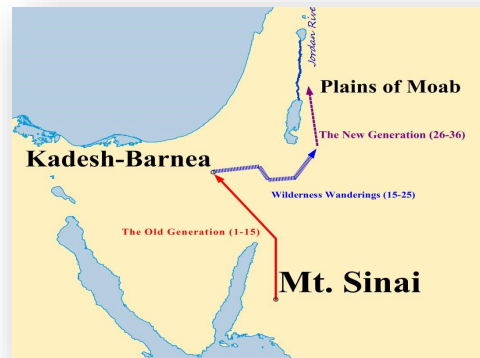 Jordan Rive
Plains of Moab
The New Generation (26-36)
Kadesh-Barnea
Wilderness Wanderings (15-25)
The Old Generation (1-15)
Mt. Sinai